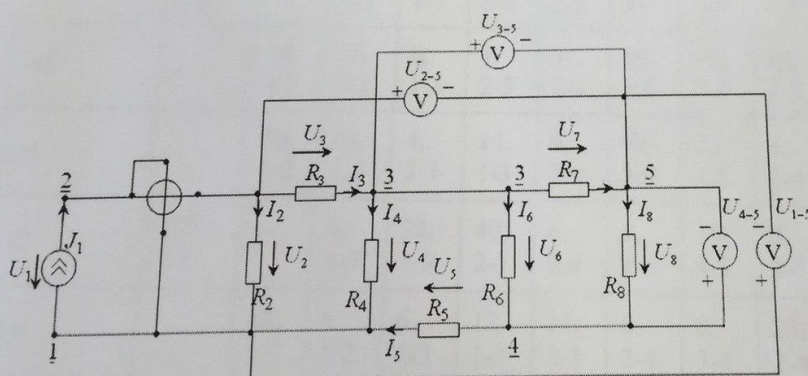 U₃₋₅
+ V −
U₂₋₅
+ V −
U₃ U₇
R₃ I₃ 3 3 R₇ 5
2
I₂ I₄ I₆ I₈ − U₄₋₅ − U₁₋₅
J₁
U₁ U₂ U₄ U₅ U₆ U₈ V V
R₂ R₄ R₅ R₆ R₈ + +
1 I₅ 4